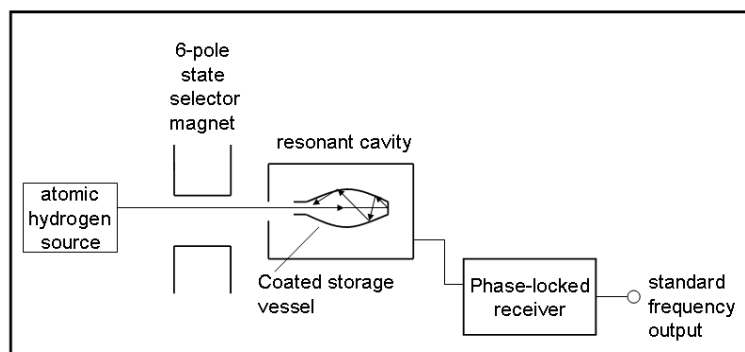 6-pole
state
selector
magnet
resonant cavity
atomic
hydrogen
source
Coated storage
vessel
Phase-locked
receiver
standard
frequency
output